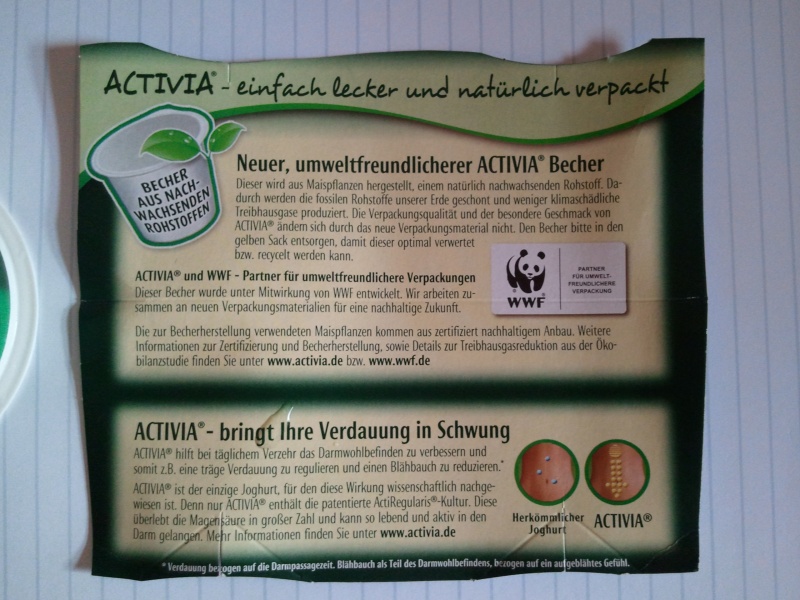 ACTIVIA® - einfach lecker und natürlich verpackt
BECHER
AUS NACH-
WACHSENDEN
ROHSTOFFEN
Neuer, umweltfreundlicherer ACTIVIA® Becher
Dieser wird aus Maispflanzen hergestellt, einem natürlich nachwachsenden Rohstoff. Da-
durch werden die fossilen Rohstoffe unserer Erde geschont und weniger klimaschädliche
Treibhausgase produziert. Die Verpackungsqualität und der besondere Geschmack von
ACTIVIA® ändern sich durch das neue Verpackungsmaterial nicht. Den Becher bitte in den
gelben Sack entsorgen, damit dieser optimal verwertet
bzw. recycelt werden kann.
ACTIVIA® und WWF - Partner für umweltfreundliche Verpackungen
Dieser Becher wurde unter Mitwirkung von WWF entwickelt. Wir arbeiten zu-
sammen an neuen Verpackungsmaterialien für eine nachhaltige Zukunft.
WWF®
PARTNER
FÜR UMWELT-
FREUNDLICHERE
VERPACKUNG
Die zur Becherherstellung verwendeten Maispflanzen kommen aus zertifiziert nachhaltigem Anbau. Weitere
Informationen zur Zertifizierung und Becherherstellung, sowie Details zur Treibhausgasreduktion aus der Öko-
bilanzstudie finden Sie unter www.activia.de bzw. www.wwf.de
ACTIVIA® - bringt Ihre Verdauung in Schwung
ACTIVIA® hilft bei täglichem Verzehr das Darmwohlbefinden zu verbessern und
somit z.B. eine träge Verdauung zu regulieren und einen Blähbauch zu reduzieren.*
ACTIVIA® ist der einzige Joghurt, für den diese Wirkung wissenschaftlich nachge-
wiesen ist. Denn nur ACTIVIA® enthält die patentierte ActiRegularis®-Kultur. Diese
überlebt die Magensäure in großer Zahl und kann so lebend und aktiv in den
Darm gelangen. Mehr Informationen finden Sie unter www.activia.de
Herkömmlicher
Joghurt
ACTIVIA®
* Verdauung bezogen auf die Darmpassagezeit. Blähbauch als Teil des Darmwohlbefindens, bezogen auf ein aufgeblähtes Gefühl.